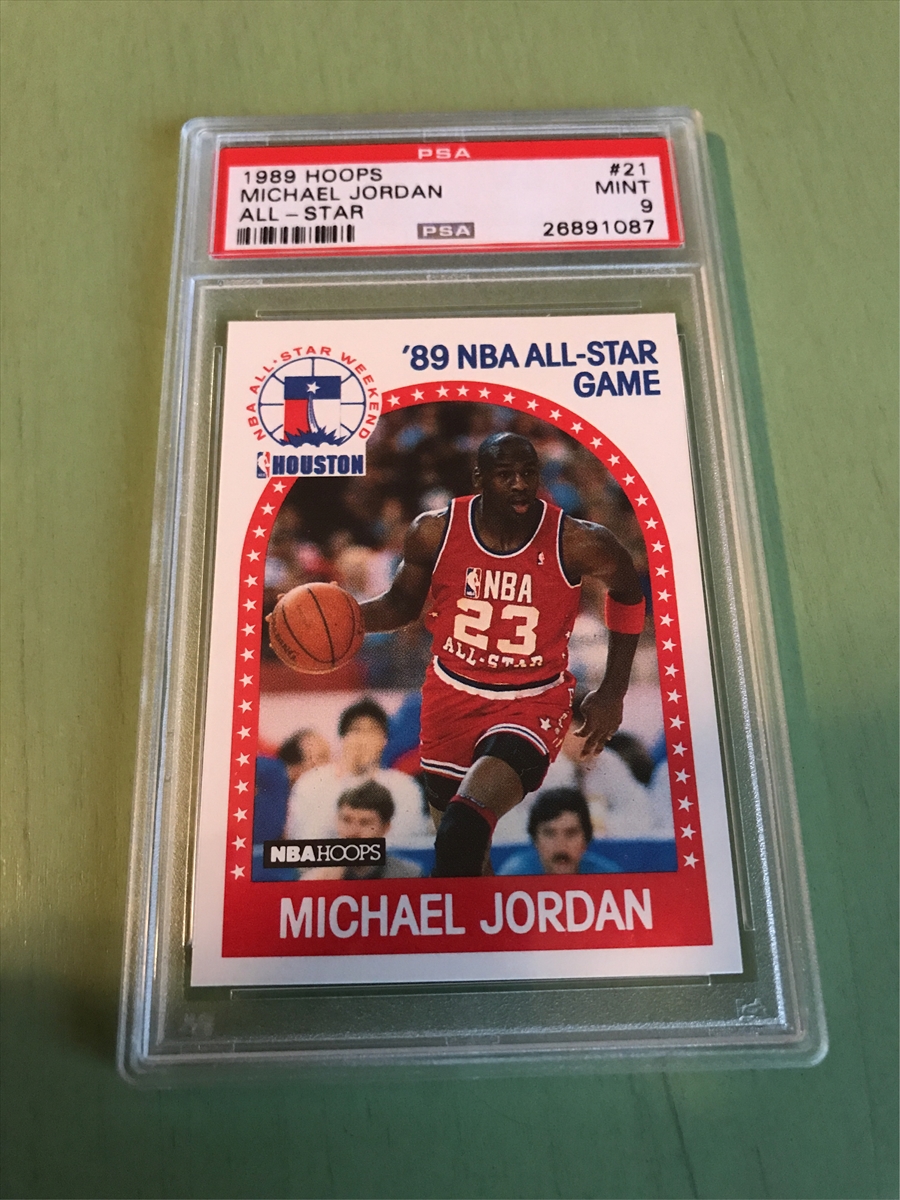 PSA
1989 HOOPS #21
MICHAEL JORDAN MINT
ALL - STAR 9
PSA 26891087
NBA ALL·STAR WEEKEND
HOUSTON
'89 NBA ALL-STAR
GAME
NBA
23
ALL-STAR
NBA HOOPS
MICHAEL JORDAN